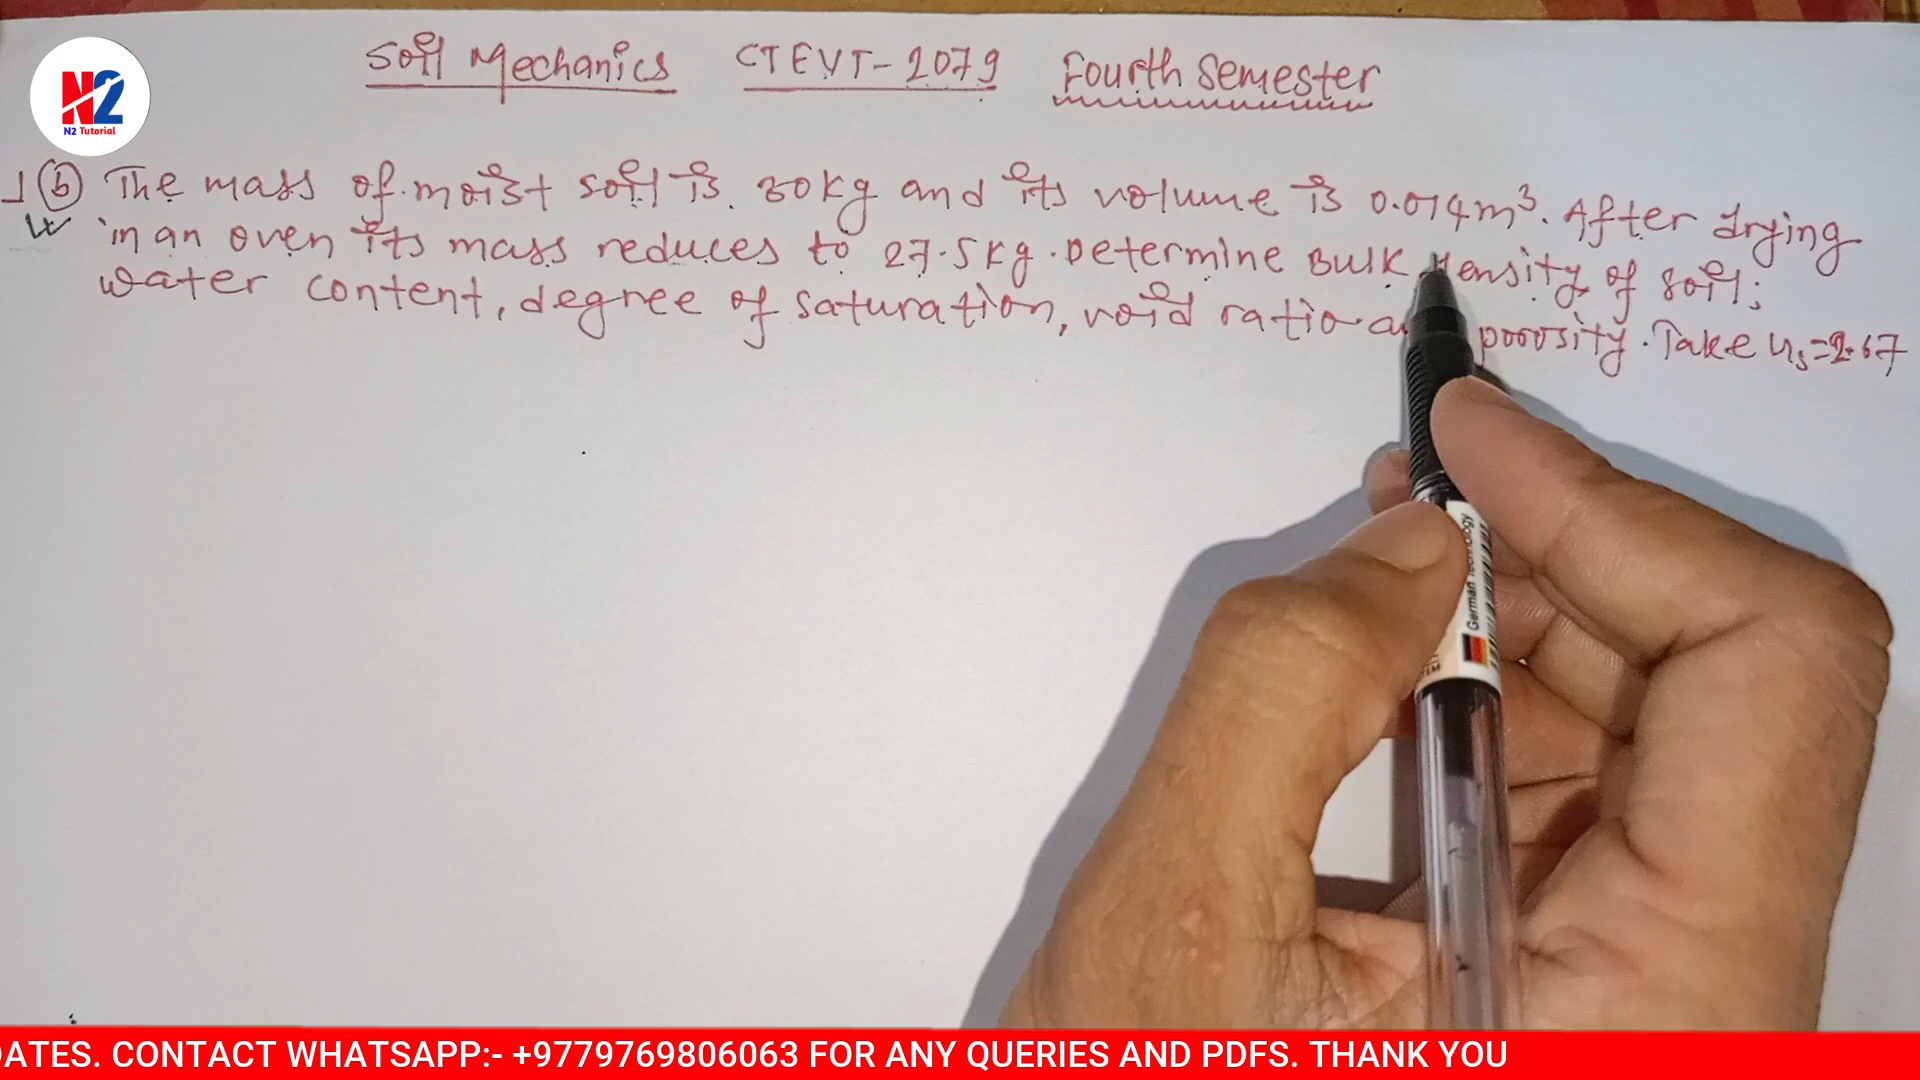 Soil Mechanics CTEVT-2079 Fourth Semester
N2
N2 Tutorial
1 (b) The mass of moist soil is 30kg and its volume is 0.014m³. After drying
in an oven its mass reduces to 27.5kg. Determine Bulk density of soil;
water content, degree of saturation, void ratio porosity. Take Gs=2.67
German Technology
DATES. CONTACT WHATSAPP:- +9779769806063 FOR ANY QUERIES AND PDFS. THANK YOU